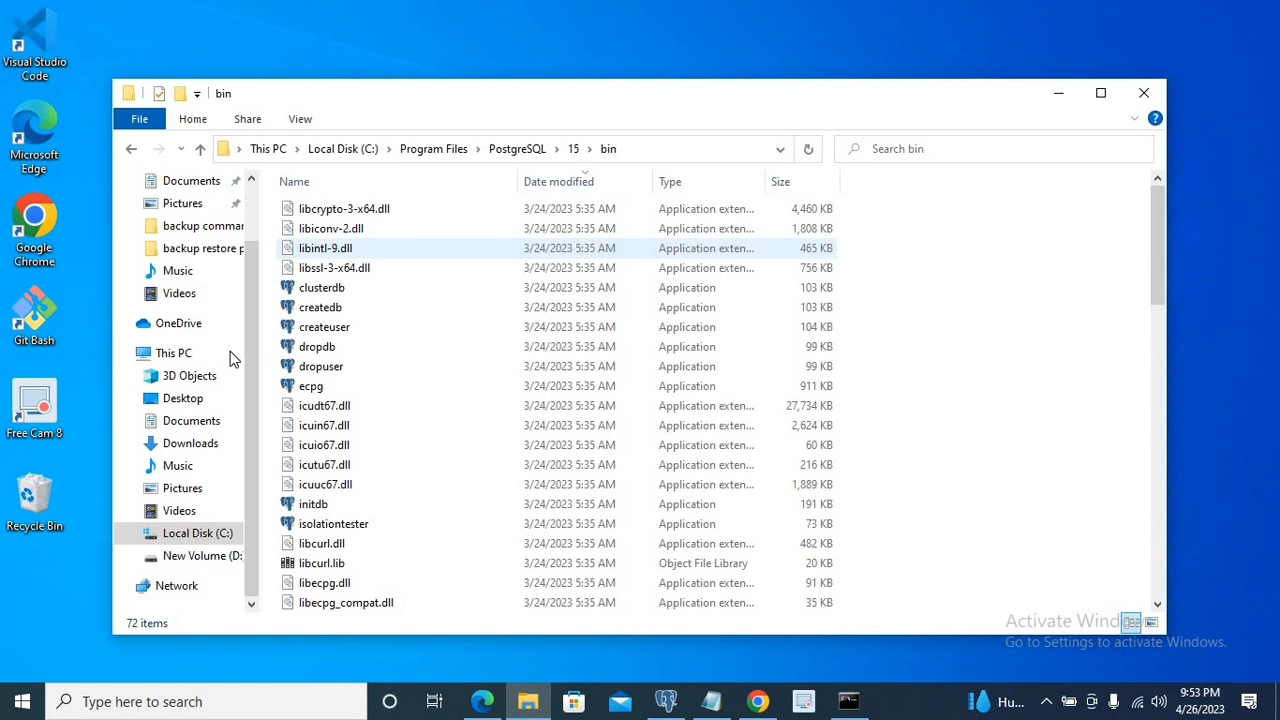 Visual Studio
Code
Microsoft
Edge
Google
Chrome
Git Bash
Free Cam 8
Recycle Bin
bin
File Home Share View
This PC Local Disk (C:) Program Files PostgreSQL 15 bin
Search bin
Documents
Pictures
backup commar
backup restore p
Music
Videos
OneDrive
This PC
3D Objects
Desktop
Documents
Downloads
Music
Pictures
Videos
Local Disk (C:)
New Volume (D:
Network
Name Date modified Type Size
libcrypto-3-x64.dll 3/24/2023 5:35 AM Application exten... 4,460 KB
libiconv-2.dll 3/24/2023 5:35 AM Application exten... 1,808 KB
libintl-9.dll 3/24/2023 5:35 AM Application exten... 465 KB
libssl-3-x64.dll 3/24/2023 5:35 AM Application exten... 756 KB
clusterdb 3/24/2023 5:35 AM Application 103 KB
createdb 3/24/2023 5:35 AM Application 103 KB
createuser 3/24/2023 5:35 AM Application 104 KB
dropdb 3/24/2023 5:35 AM Application 99 KB
dropuser 3/24/2023 5:35 AM Application 99 KB
ecpg 3/24/2023 5:35 AM Application 911 KB
icudt67.dll 3/24/2023 5:35 AM Application exten... 27,734 KB
icuin67.dll 3/24/2023 5:35 AM Application exten... 2,624 KB
icuio67.dll 3/24/2023 5:35 AM Application exten... 60 KB
icutu67.dll 3/24/2023 5:35 AM Application exten... 216 KB
icuuc67.dll 3/24/2023 5:35 AM Application exten... 1,889 KB
initdb 3/24/2023 5:35 AM Application 191 KB
isolationtester 3/24/2023 5:35 AM Application 73 KB
libcurl.dll 3/24/2023 5:35 AM Application exten... 482 KB
libcurl.lib 3/24/2023 5:35 AM Object File Library 20 KB
libecpg.dll 3/24/2023 5:35 AM Application exten... 91 KB
libecpg_compat.dll 3/24/2023 5:35 AM Application exten... 35 KB
72 items
Activate Windows
Go to Settings to activate Windows.
Type here to search
Hu...
9:53 PM
4/26/2023